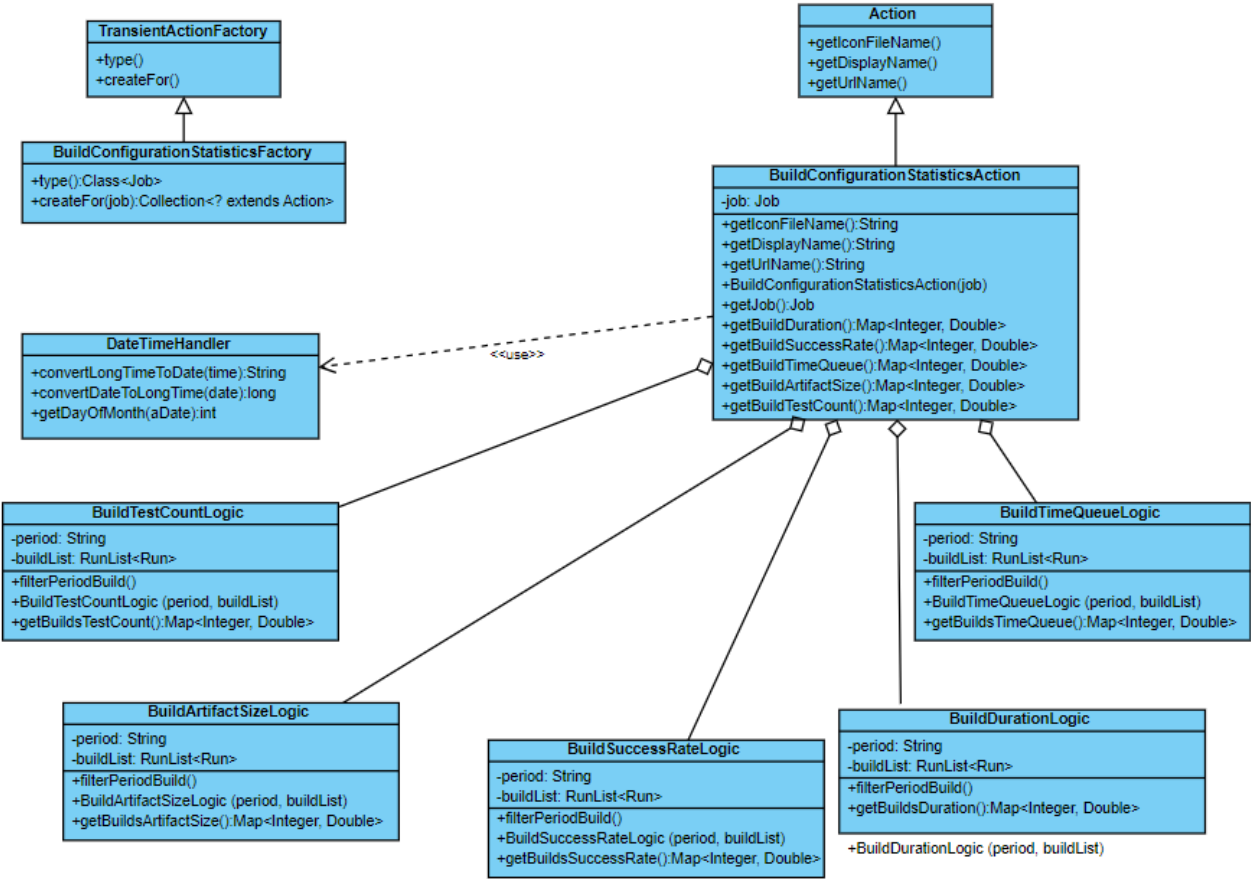 TransientActionFactory
+type()
+createFor()
Action
+getIconFileName()
+getDisplayName()
+getUrlName()
BuildConfigurationStatisticsFactory
+type():Class<Job>
+createFor(job):Collection<? extends Action>
BuildConfigurationStatisticsAction
-job: Job
+getIconFileName():String
+getDisplayName():String
+getUrlName():String
+BuildConfigurationStatisticsAction(job)
+getJob():Job
+getBuildDuration():Map<Integer, Double>
+getBuildSuccessRate():Map<Integer, Double>
+getBuildTimeQueue():Map<Integer, Double>
+getBuildArtifactSize():Map<Integer, Double>
+getBuildTestCount():Map<Integer, Double>
DateTimeHandler
+convertLongTimeToDate(time):String
+convertDateToLongTime(date):long
+getDayOfMonth(aDate):int
<<use>>
BuildTestCountLogic
-period: String
-buildList: RunList<Run>
+filterPeriodBuild()
+BuildTestCountLogic (period, buildList)
+getBuildsTestCount():Map<Integer, Double>
BuildTimeQueueLogic
-period: String
-buildList: RunList<Run>
+filterPeriodBuild()
+BuildTimeQueueLogic (period, buildList)
+getBuildsTimeQueue():Map<Integer, Double>
BuildArtifactSizeLogic
-period: String
-buildList: RunList<Run>
+filterPeriodBuild()
+BuildArtifactSizeLogic (period, buildList)
+getBuildsArtifactSize():Map<Integer, Double>
BuildSuccessRateLogic
-period: String
-buildList: RunList<Run>
+filterPeriodBuild()
+BuildSuccessRateLogic (period, buildList)
+getBuildsSuccessRate():Map<Integer, Double>
BuildDurationLogic
-period: String
-buildList: RunList<Run>
+filterPeriodBuild()
+getBuildsDuration():Map<Integer, Double>
+BuildDurationLogic (period, buildList)